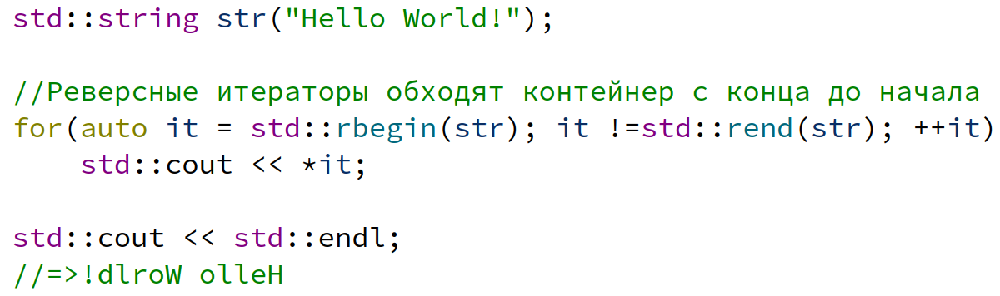 std::string str("Hello World!");
//Реверсные итераторы обходят контейнер с конца до начала
for(auto it = std::rbegin(str); it !=std::rend(str); ++it)
    std::cout << *it;
std::cout << std::endl;
//=>!dlroW olleH